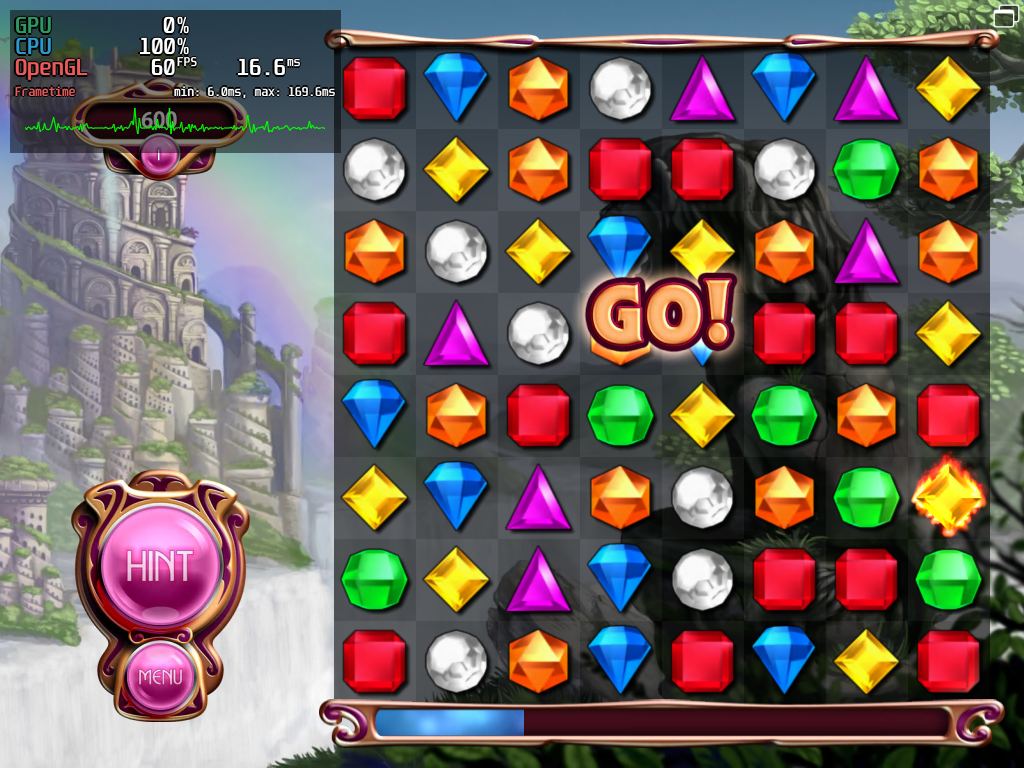 GPU 0%
CPU 100%
OpenGL 60FPS 16.6ms
Frametime min: 6.0ms, max: 169.6ms
600
1
GO!
HINT
MENU